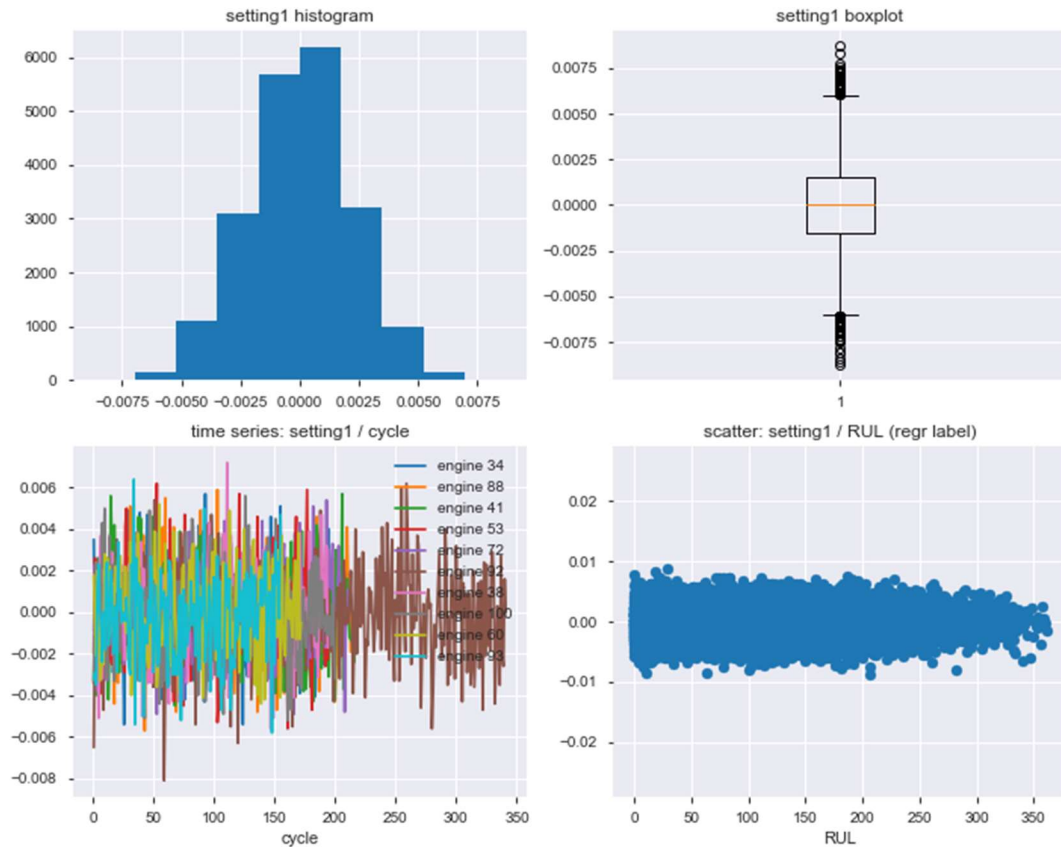 setting1 histogram
6000
5000
4000
3000
2000
1000
0
−0.0075 −0.0050 −0.0025 0.0000 0.0025 0.0050 0.0075
setting1 boxplot
0.0075
0.0050
0.0025
0.0000
−0.0025
−0.0050
−0.0075
1
time series: setting1 / cycle
0.006
0.004
0.002
0.000
−0.002
−0.004
−0.006
−0.008
engine 34
engine 88
engine 41
engine 53
engine 72
engine 92
engine 38
engine 100
engine 60
engine 93
0 50 100 150 200 250 300 350
cycle
scatter: setting1 / RUL (regr label)
0.02
0.01
0.00
−0.01
−0.02
0 50 100 150 200 250 300 350
RUL